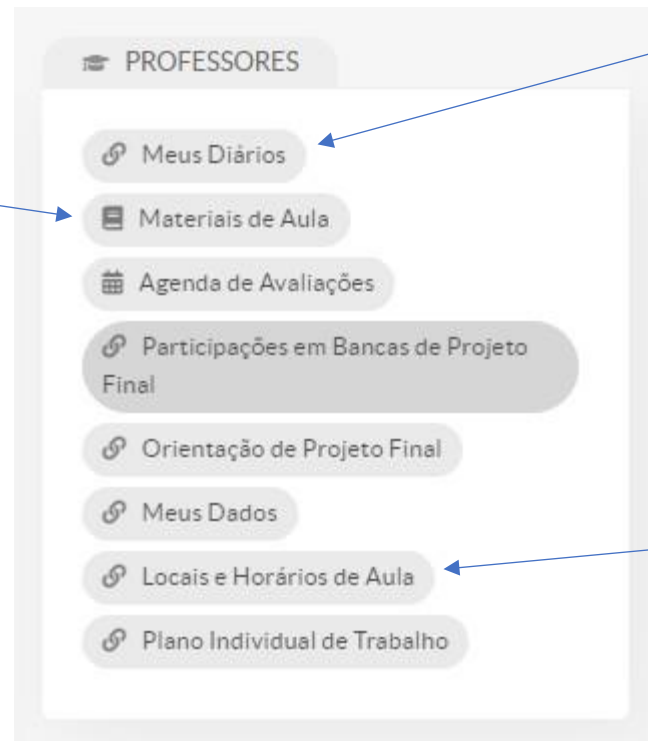 PROFESSORES
Meus Diários
Materiais de Aula
Agenda de Avaliações
Participações em Bancas de Projeto
Final
Orientação de Projeto Final
Meus Dados
Locais e Horários de Aula
Plano Individual de Trabalho